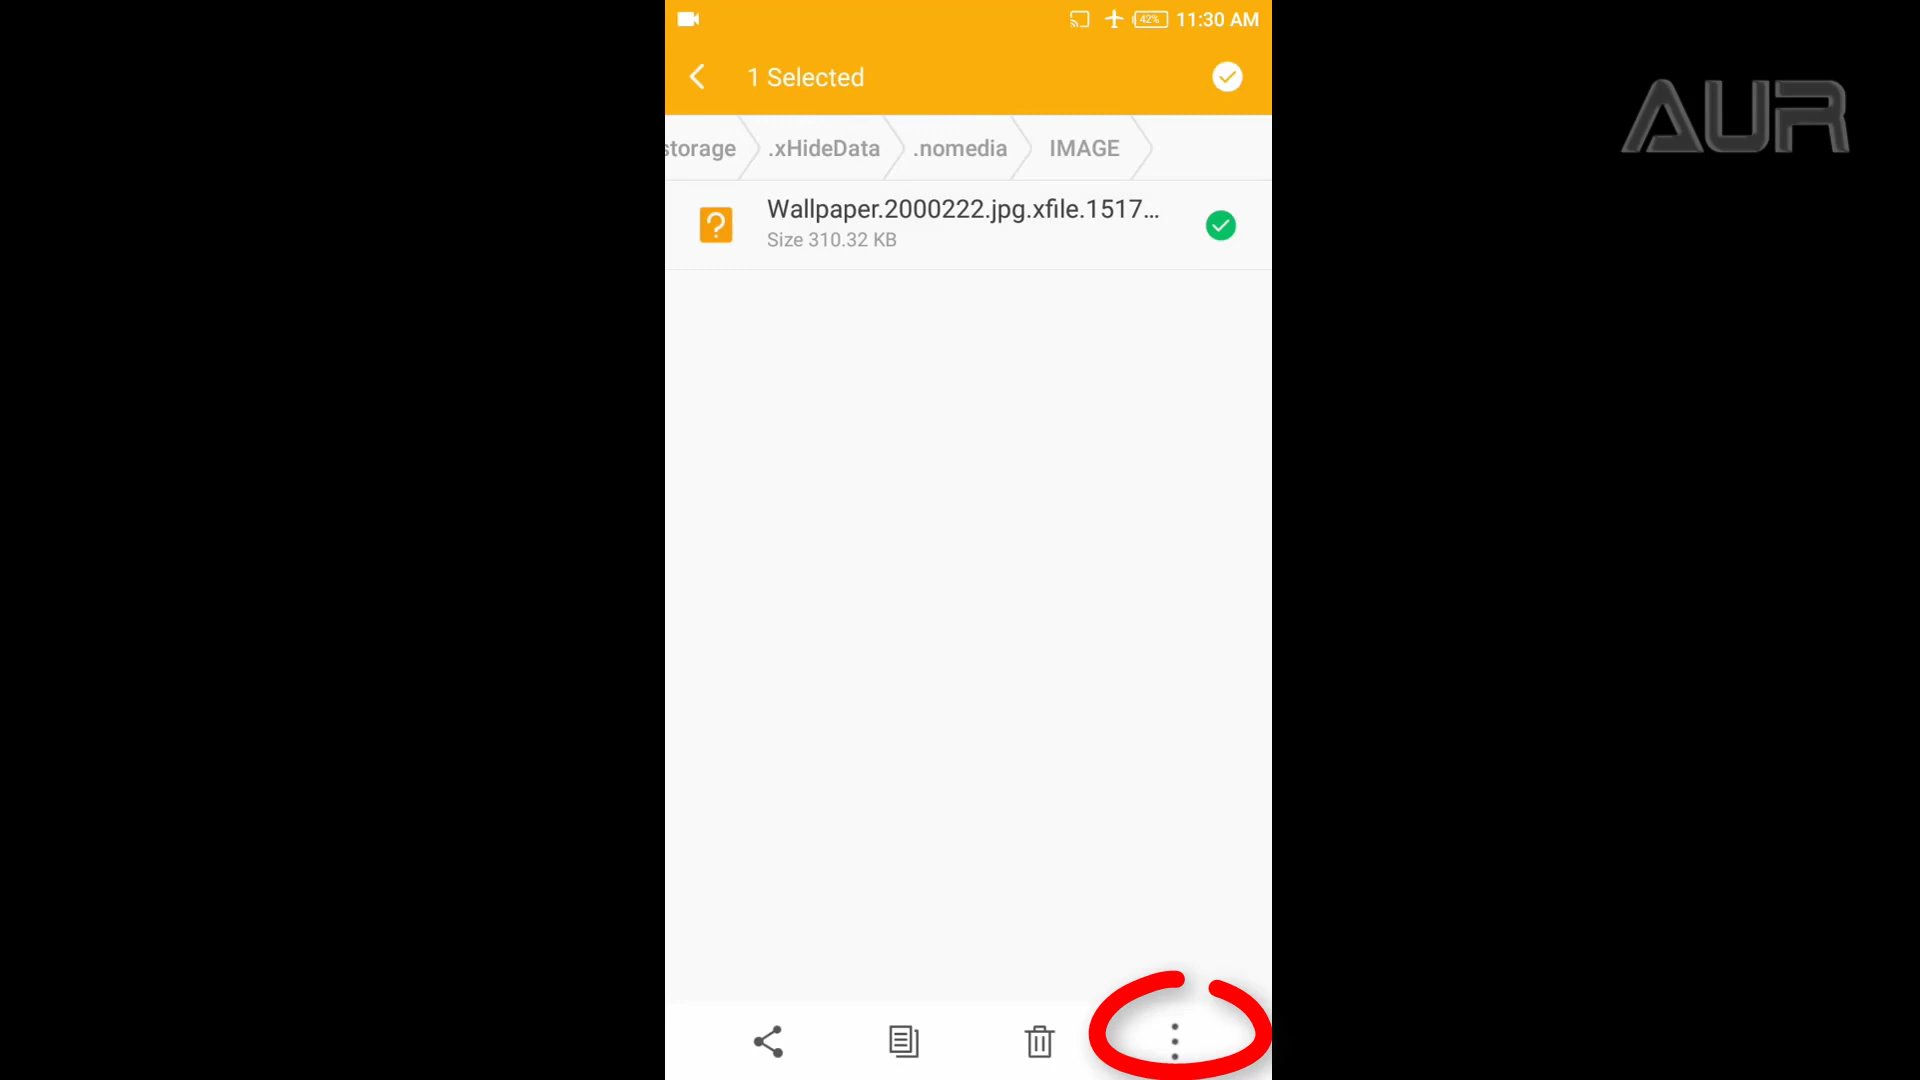 42% 11:30 AM
1 Selected
AUR
storage .xHideData .nomedia IMAGE
Wallpaper.2000222.jpg.xfile.1517...
Size 310.32 KB